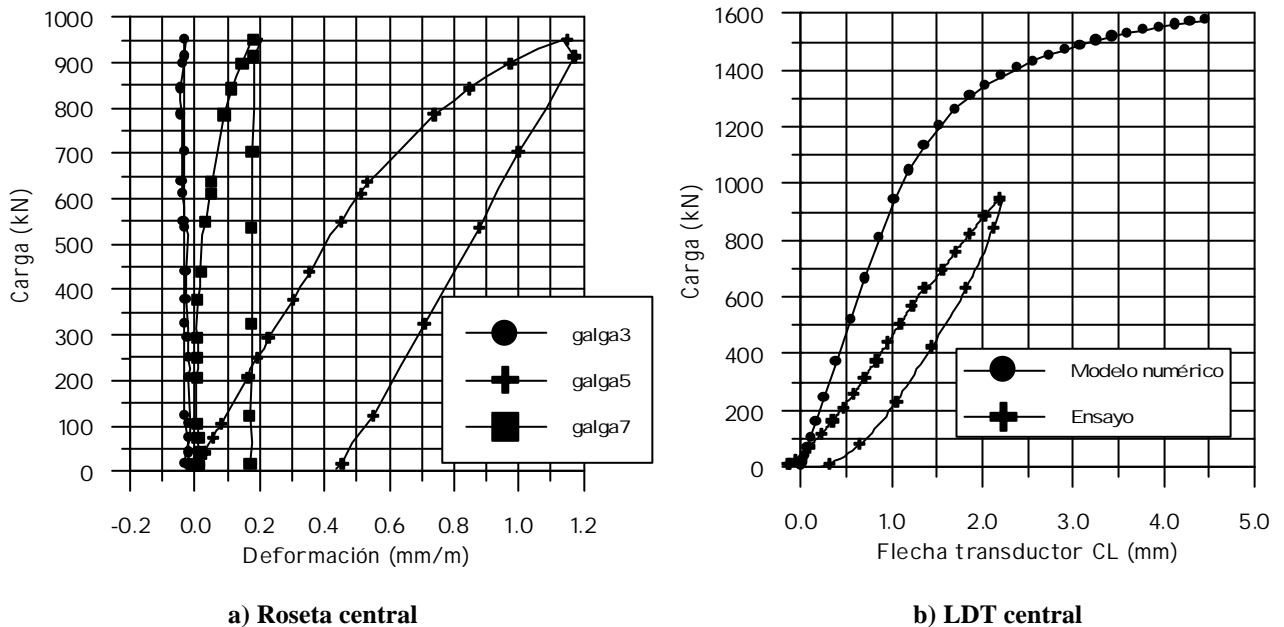 1000
900
800
700
600
500
400
300
200
100
0
Carga (kN)
-0.2 0.0 0.2 0.4 0.6 0.8 1.0 1.2
Deformación (mm/m)
galga3
galga5
galga7
a) Roseta central
1600
1400
1200
1000
800
600
400
200
0
Carga (kN)
0.0 1.0 2.0 3.0 4.0 5.0
Flecha transductor CL (mm)
Modelo numérico
Ensayo
b) LDT central